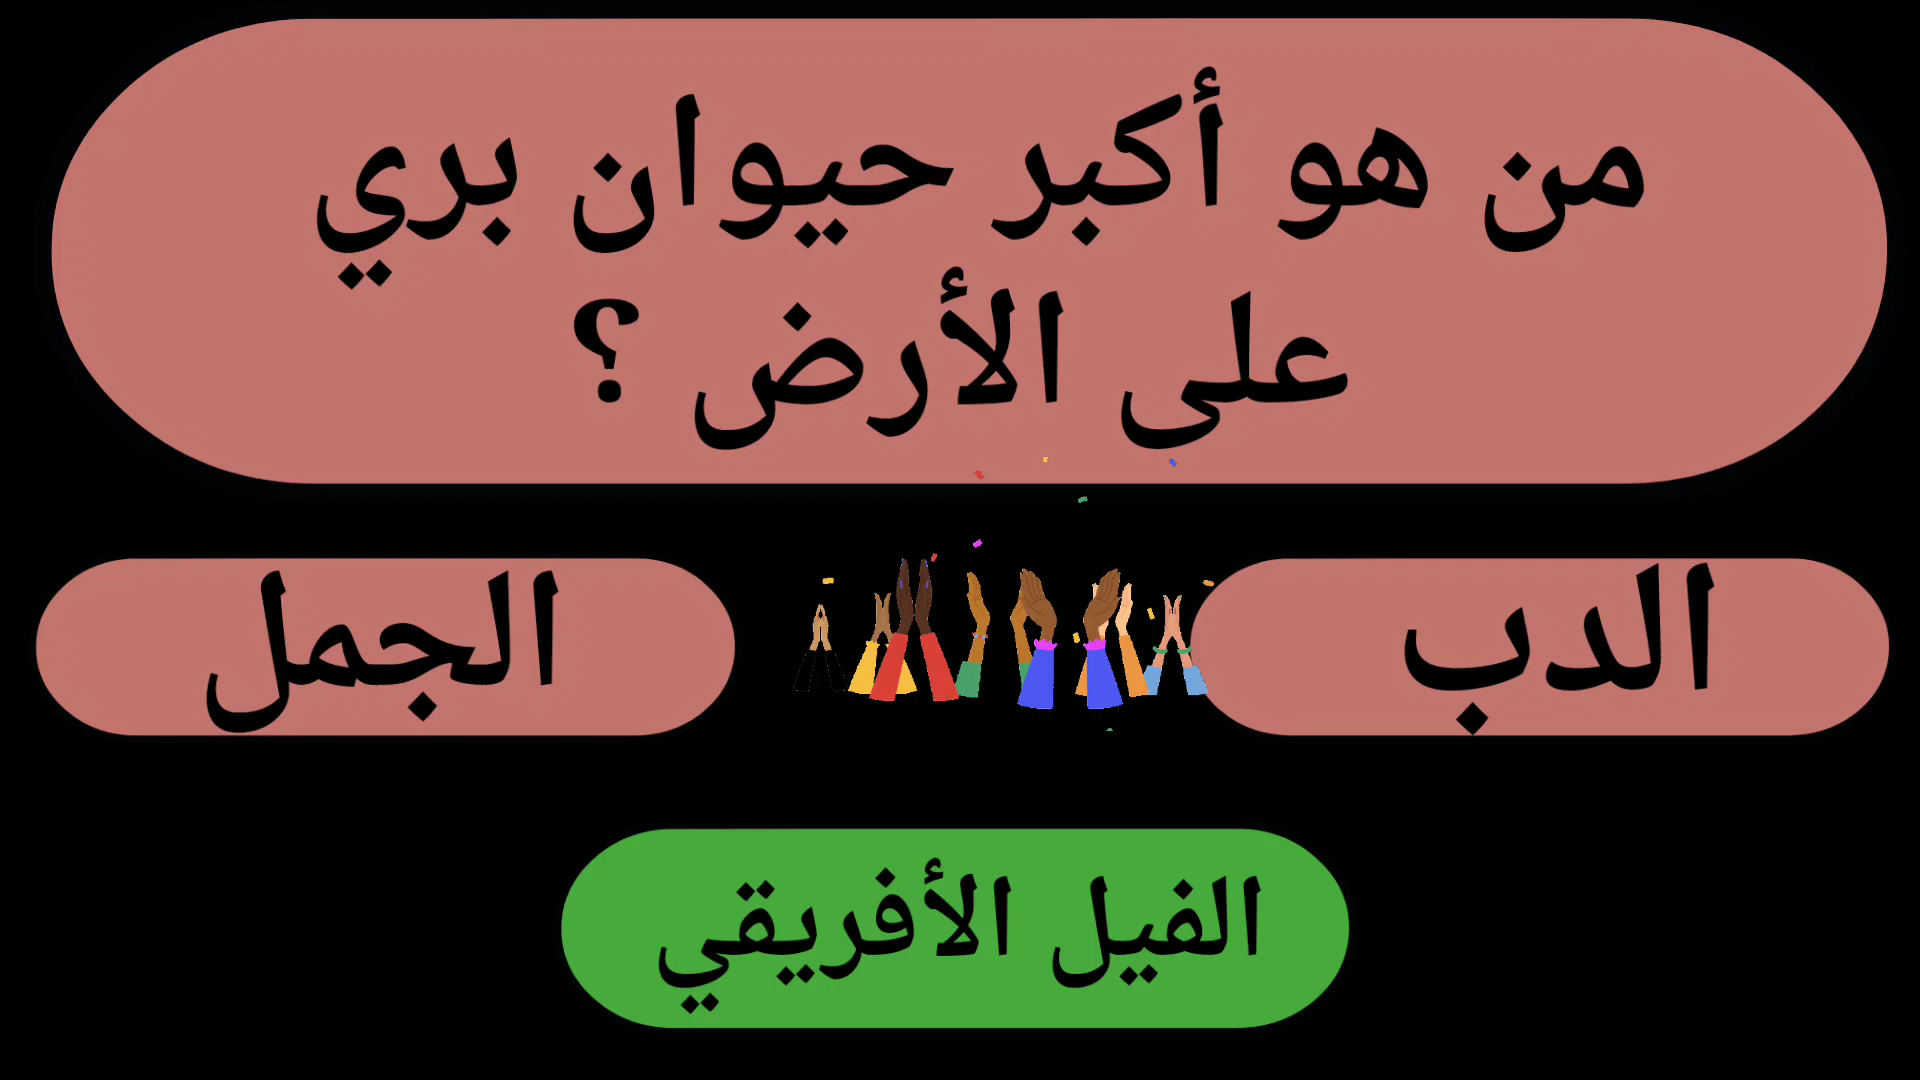 من هو أكبر حيوان بري
على الأرض ؟
الدب
الجمل
الفيل الأفريقي